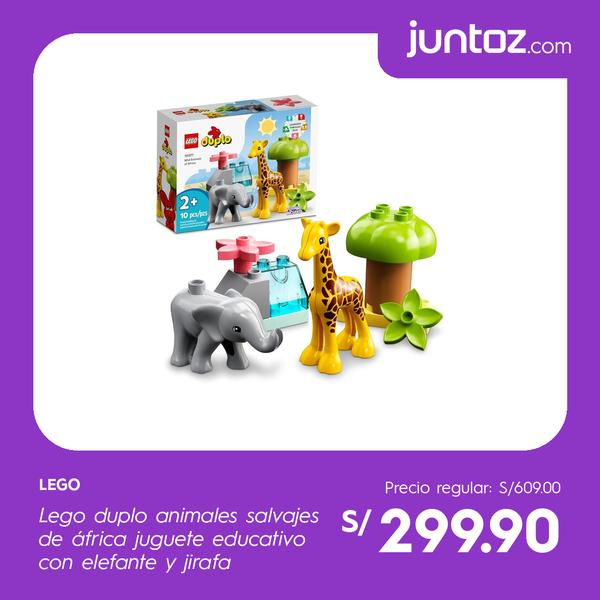 juntoz.com
LEGO duplo
2+
10 pcs/pzs
LEGO
Precio regular: S/609.00
Lego duplo animales salvajes
de áfrica juguete educativo
con elefante y jirafa
S/ 299.90